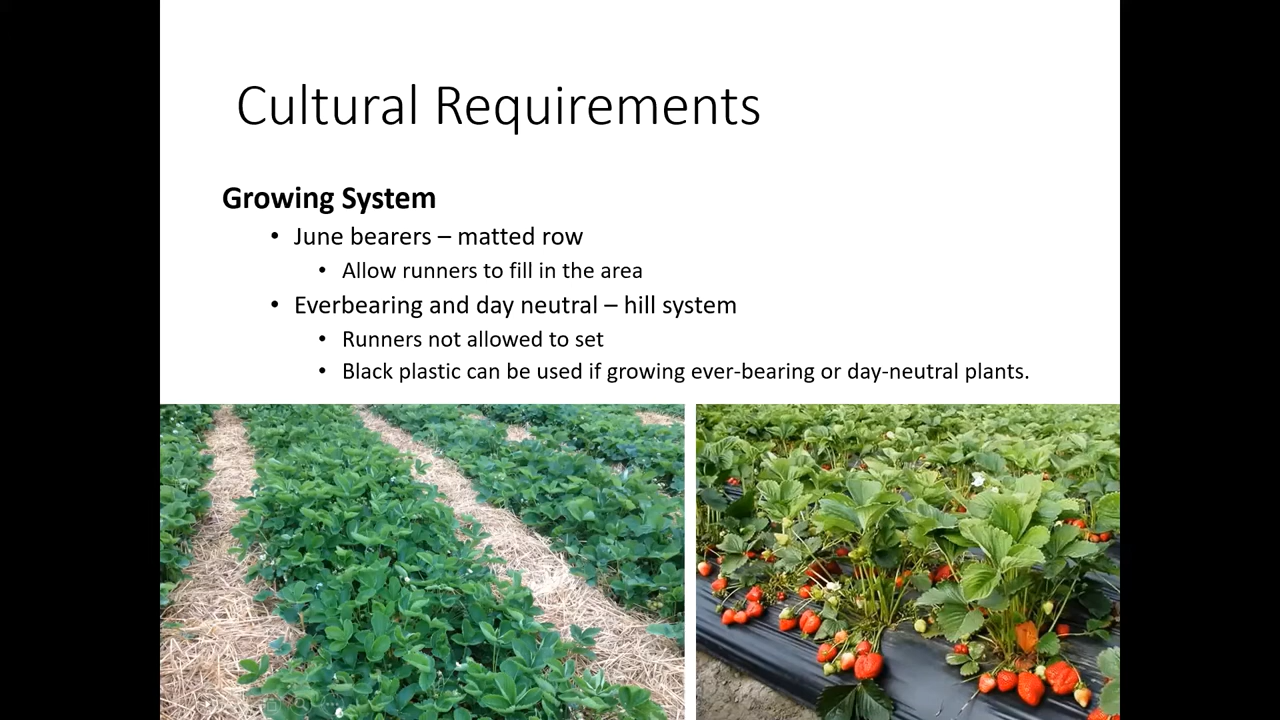 Cultural Requirements
Growing System
• June bearers – matted row
• Allow runners to fill in the area
• Everbearing and day neutral – hill system
• Runners not allowed to set
• Black plastic can be used if growing ever-bearing or day-neutral plants.